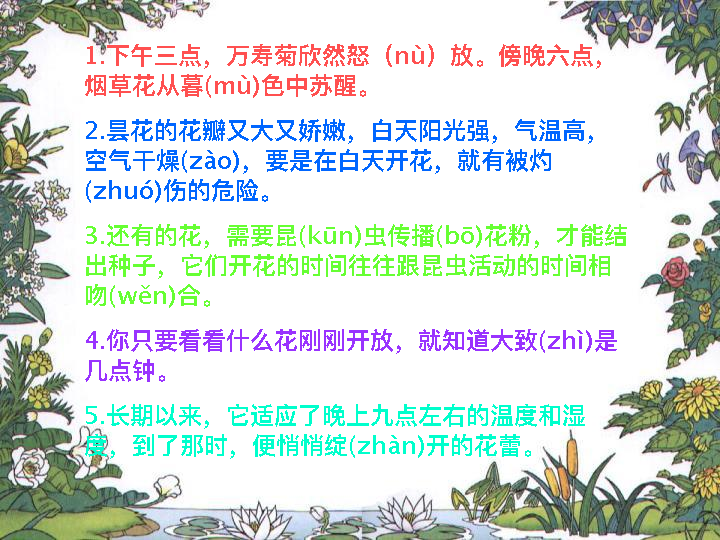 1.下午三点，万寿菊欣然怒（nù）放。傍晚六点，
烟草花从暮(mù)色中苏醒。
2.昙花的花瓣又大又娇嫩，白天阳光强，气温高，
空气干燥(zào)，要是在白天开花，就有被灼
(zhuó)伤的危险。
3.还有的花，需要昆(kūn)虫传播(bō)花粉，才能结
出种子，它们开花的时间往往跟昆虫活动的时间相
吻(wěn)合。
4.你只要看看什么花刚刚开放，就知道大致(zhì)是
几点钟。
5.长期以来，它适应了晚上九点左右的温度和湿
度，到了那时，便悄悄绽(zhàn)开的花蕾。